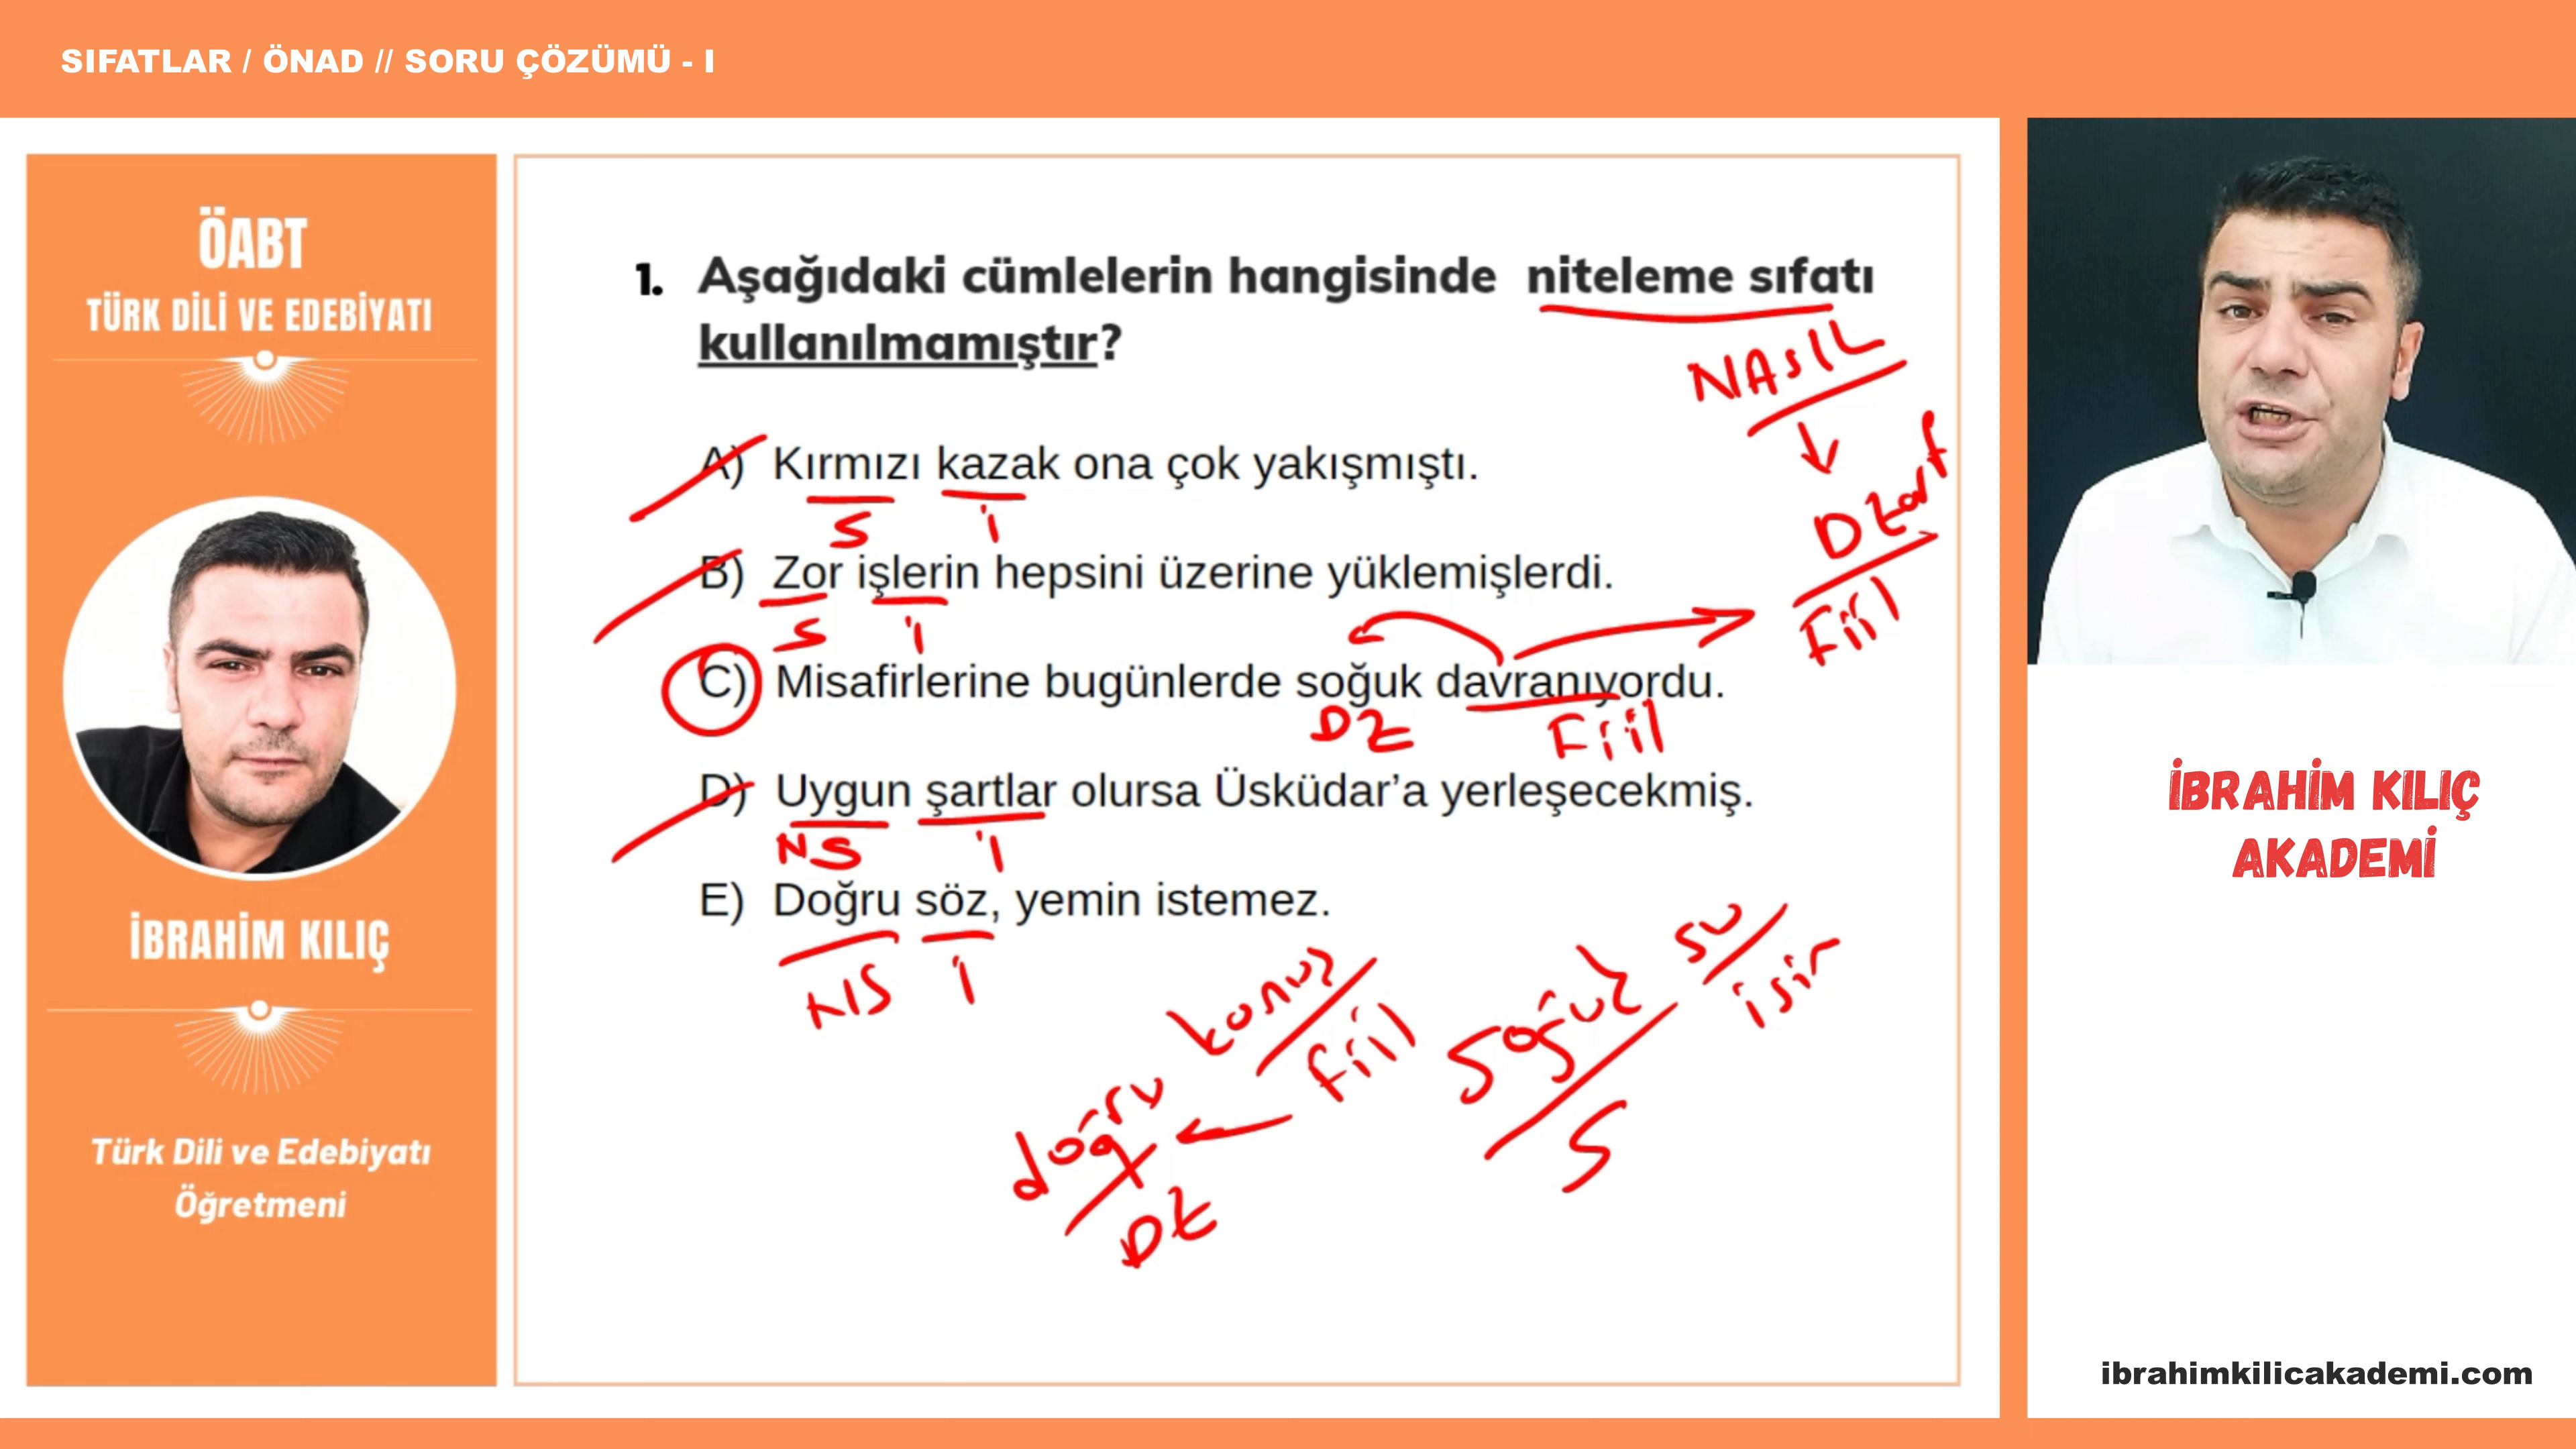 SIFATLAR / ÖNAD // SORU ÇÖZÜMÜ - I
ÖABT
TÜRK DİLİ VE EDEBİYATI
İBRAHİM KILIÇ
Türk Dili ve Edebiyatı
Öğretmeni
1. Aşağıdaki cümlelerin hangisinde niteleme sıfatı
kullanılmamıştır?
NASIL
A) Kırmızı kazak ona çok yakışmıştı.
S İ
D Zarf
B) Zor işlerin hepsini üzerine yüklemişlerdi.
S İ
Fiil
C) Misafirlerine bugünlerde soğuk davranıyordu.
DZ Fiil
D) Uygun şartlar olursa Üsküdar'a yerleşecekmiş.
NS İ
E) Doğru söz, yemin istemez.
NS İ
doğru konuş
DZ Fiil
soğuk su
S isim
İBRAHİM KILIÇ
AKADEMİ
ibrahimkilicakademi.com